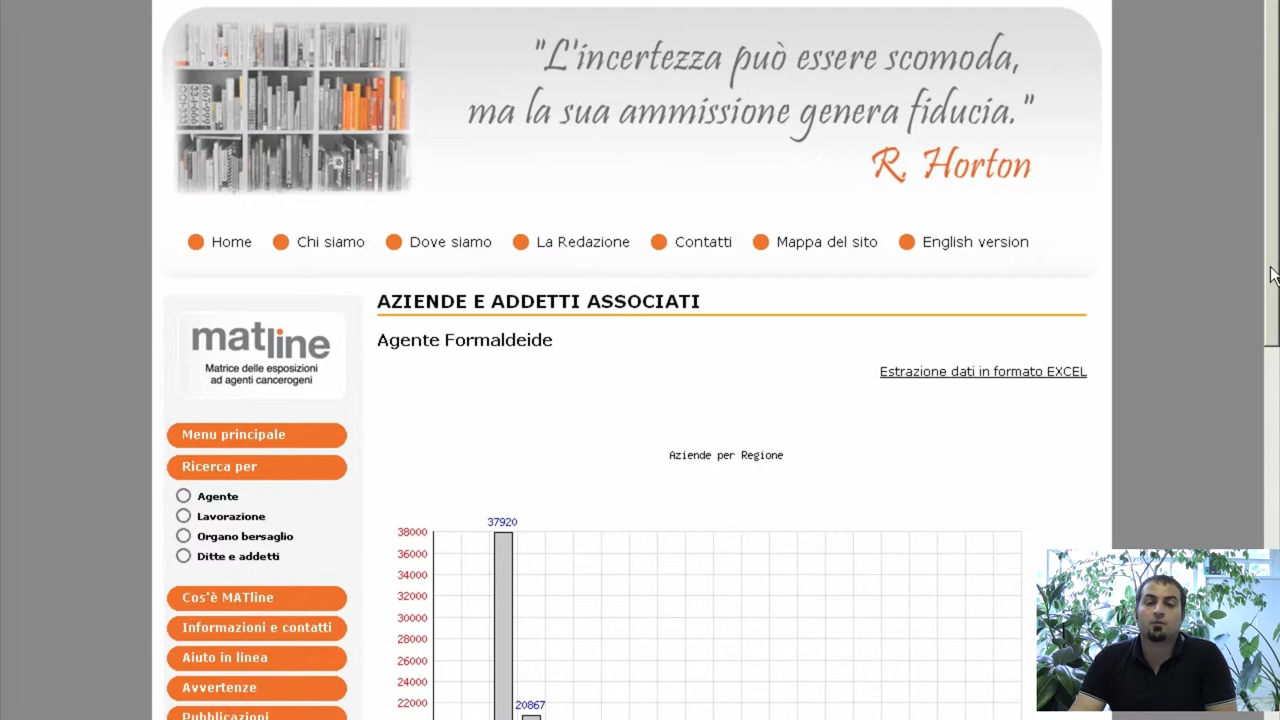 "L'incertezza può essere scomoda,
ma la sua ammissione genera fiducia."
R. Horton
Home
Chi siamo
Dove siamo
La Redazione
Contatti
Mappa del sito
English version
matline
Matrice delle esposizioni
ad agenti cancerogeni
Menu principale
Ricerca per
Agente
Lavorazione
Organo bersaglio
Ditte e addetti
Cos'è MATline
Informazioni e contatti
Aiuto in linea
Avvertenze
Pubblicazioni
AZIENDE E ADDETTI ASSOCIATI
Agente Formaldeide
Estrazione dati in formato EXCEL
Aziende per Regione
37920
38000
36000
34000
32000
30000
28000
26000
24000
22000
20867